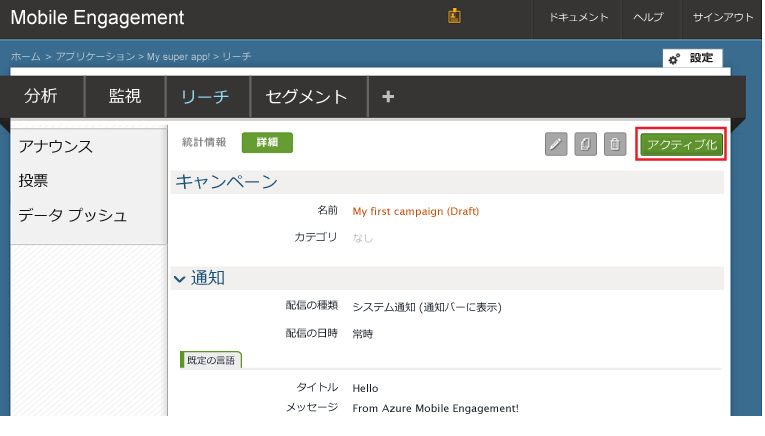 Mobile Engagement
ドキュメント ヘルプ サインアウト
ホーム > アプリケーション > My super app! > リーチ
設定
分析 監視 リーチ セグメント +
アナウンス
投票
データ プッシュ
統計情報 詳細 アクティブ化
キャンペーン
名前 My first campaign (Draft)
カテゴリ なし
通知
配信の種類 システム通知 (通知バーに表示)
配信の日時 常時
既定の言語
タイトル Hello
メッセージ From Azure Mobile Engagement!